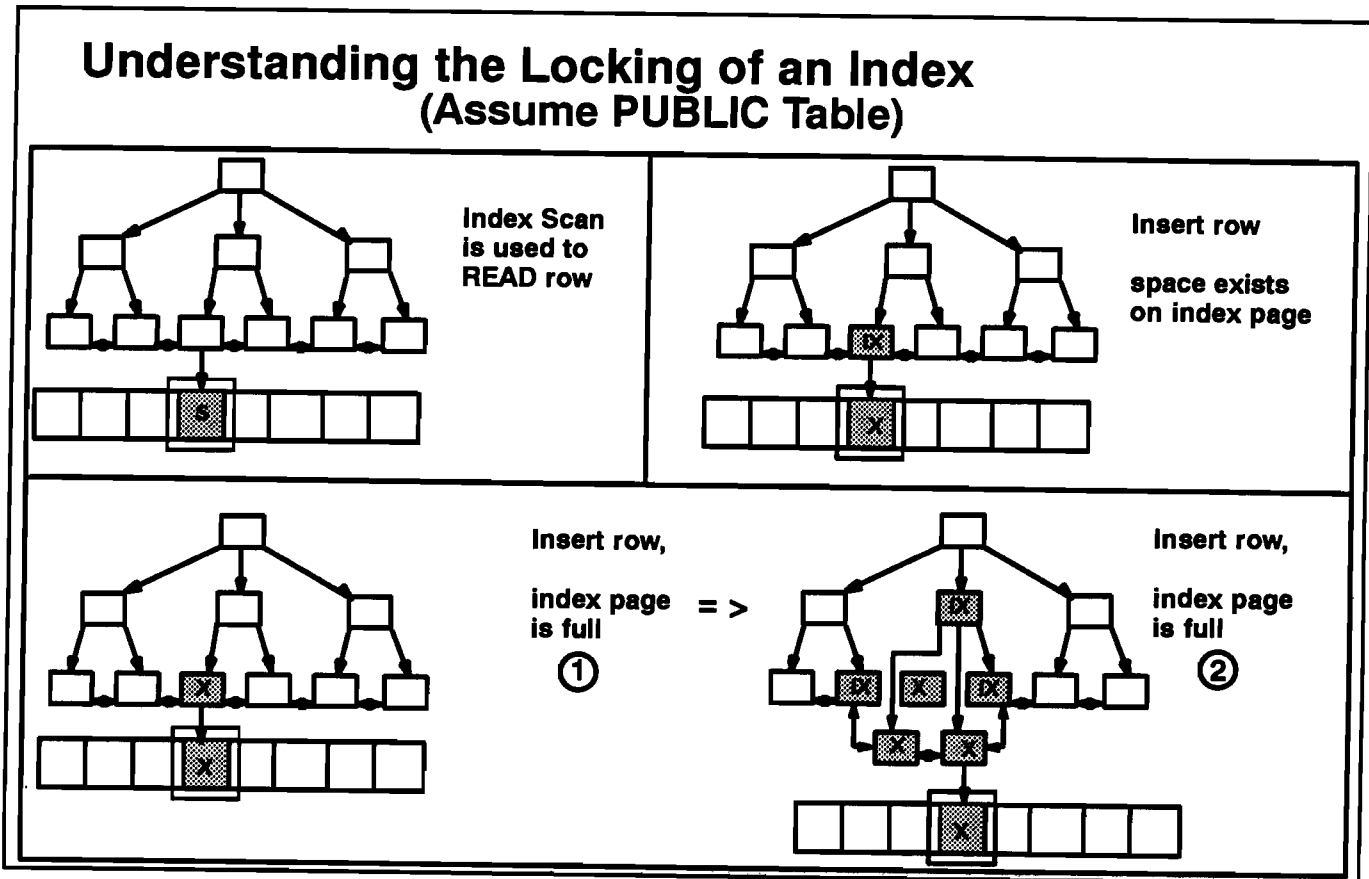 Understanding the Locking of an Index
(Assume PUBLIC Table)
Index Scan
is used to
READ row
S
Insert row
space exists
on index page
IX
X
Insert row,
index page
is full
1
X
X
= >
Insert row,
index page
is full
2
IX
IX
X
IX
X
X
X